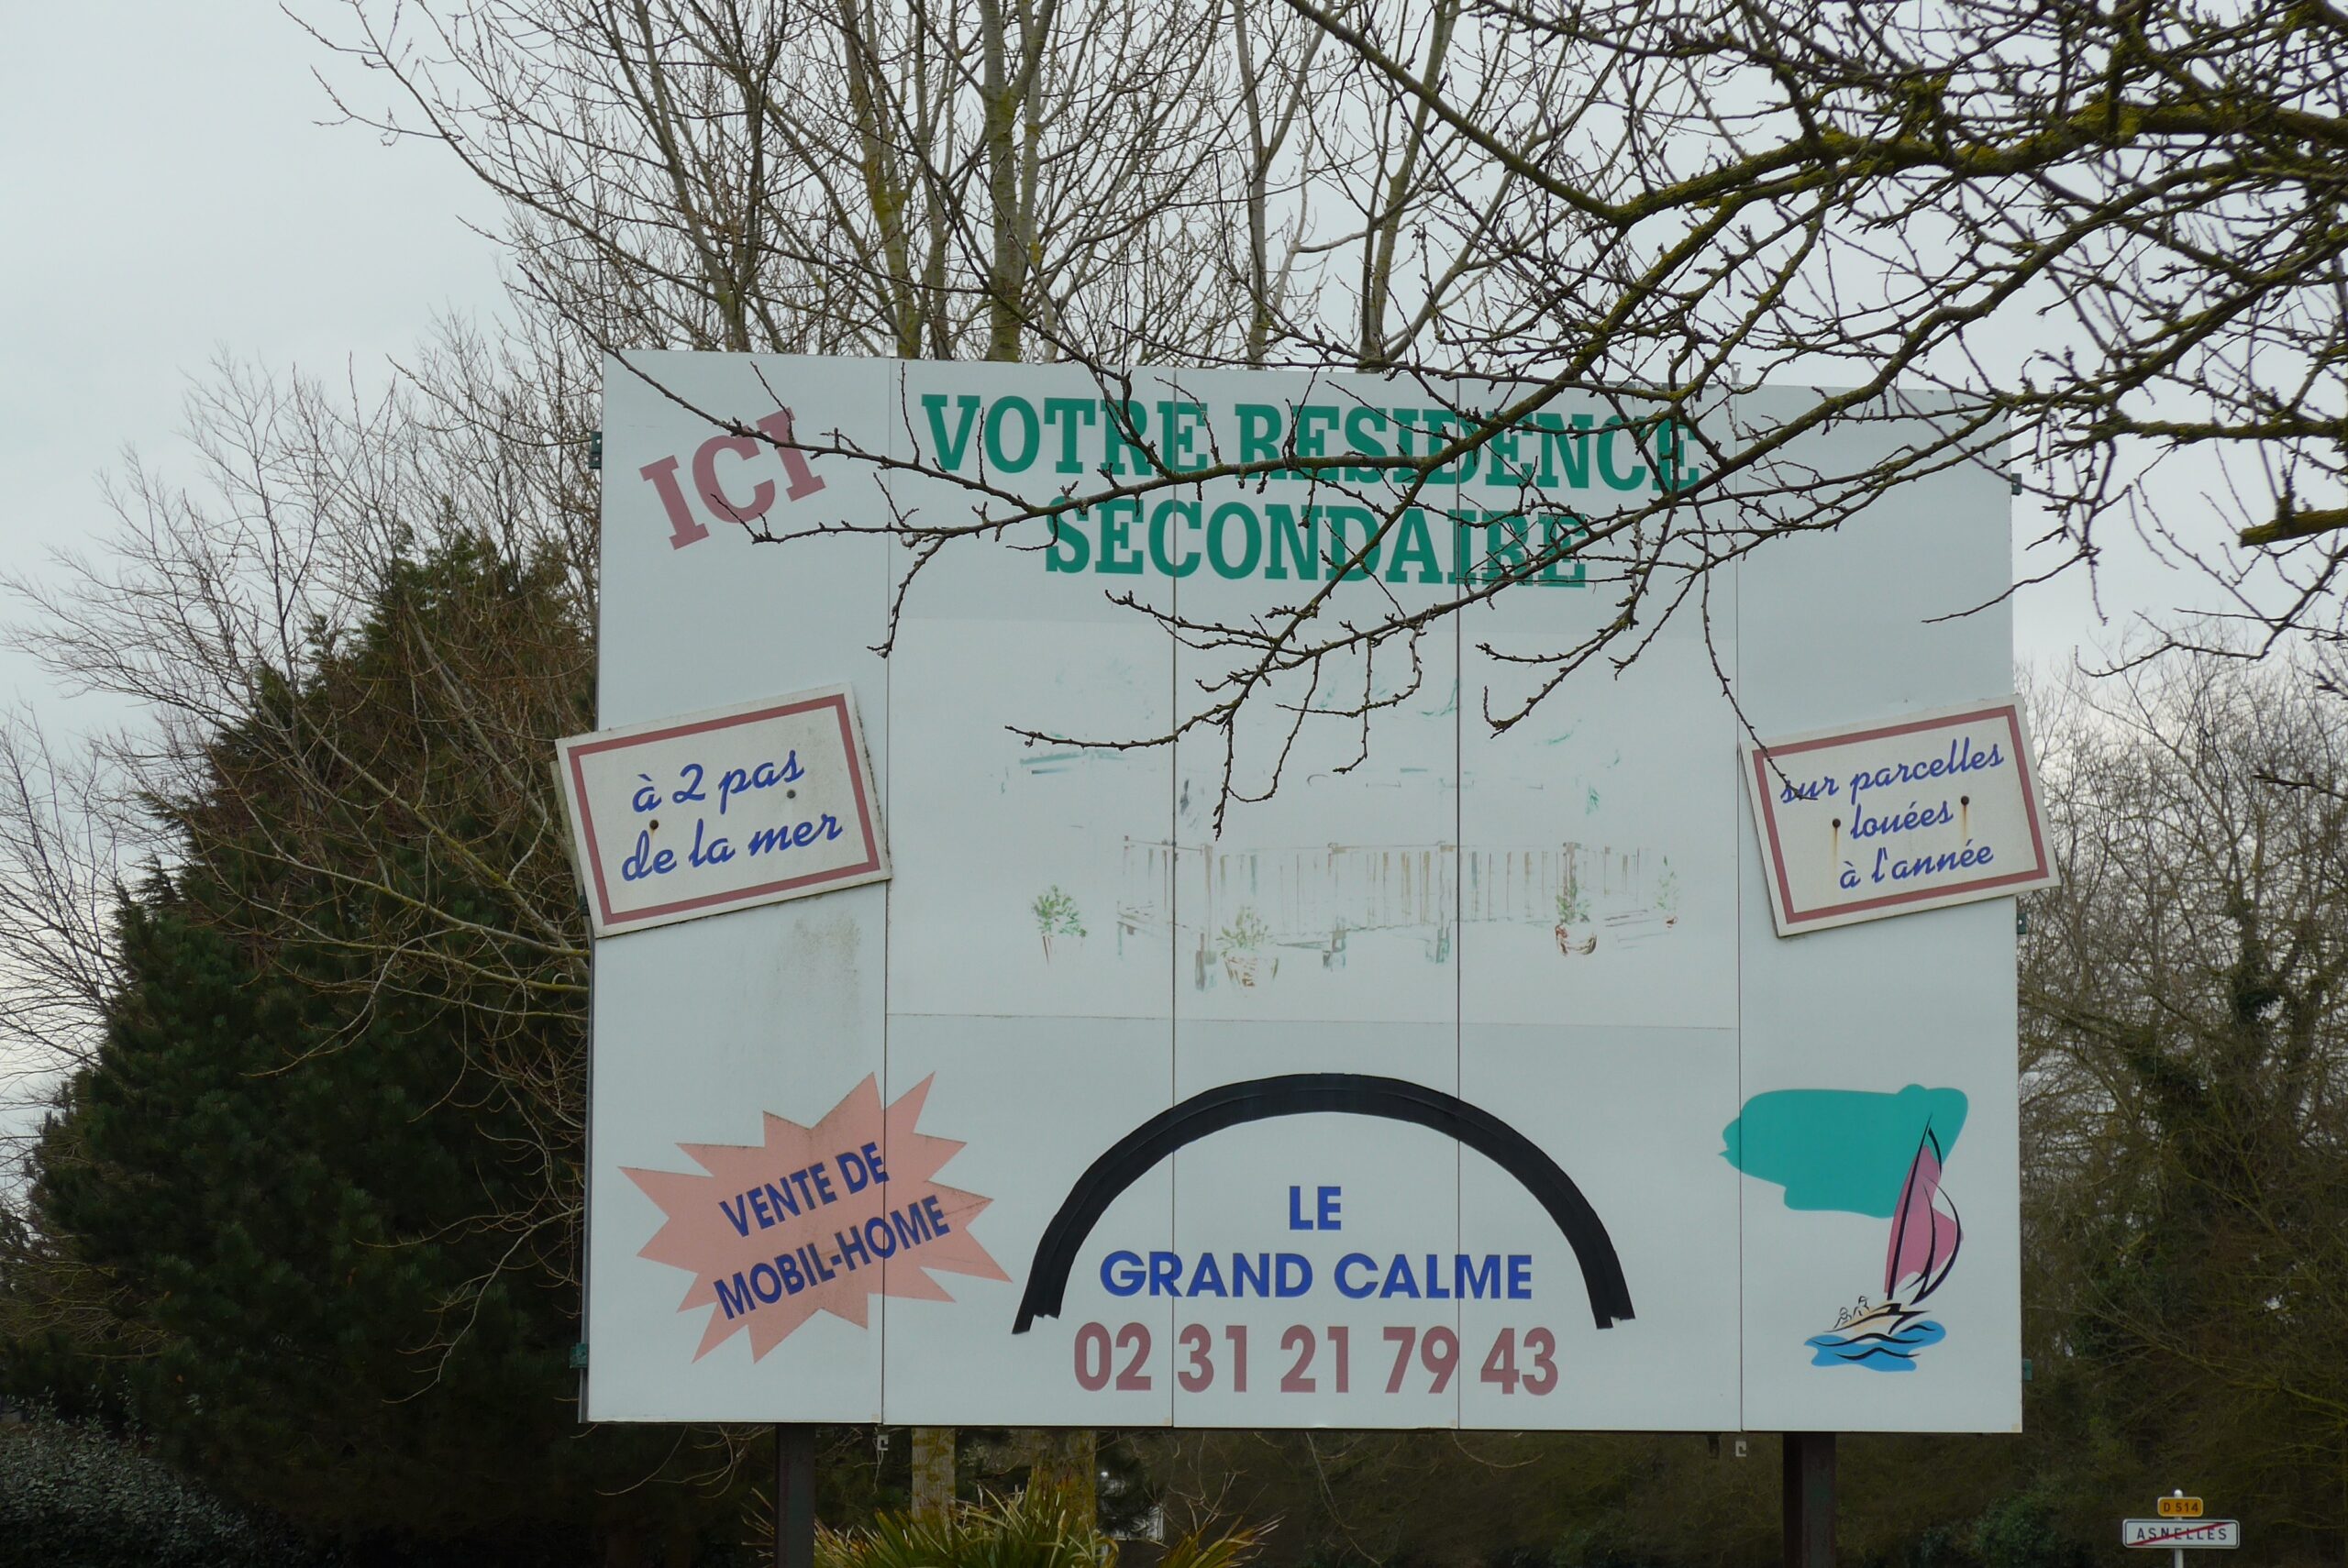 ICI
VOTRE RESIDENCE
SECONDAIRE
à 2 pas
de la mer
sur parcelles
louées
à l'année
VENTE DE
MOBIL-HOME
LE
GRAND CALME
02 31 21 79 43
D 514
ASNELLES